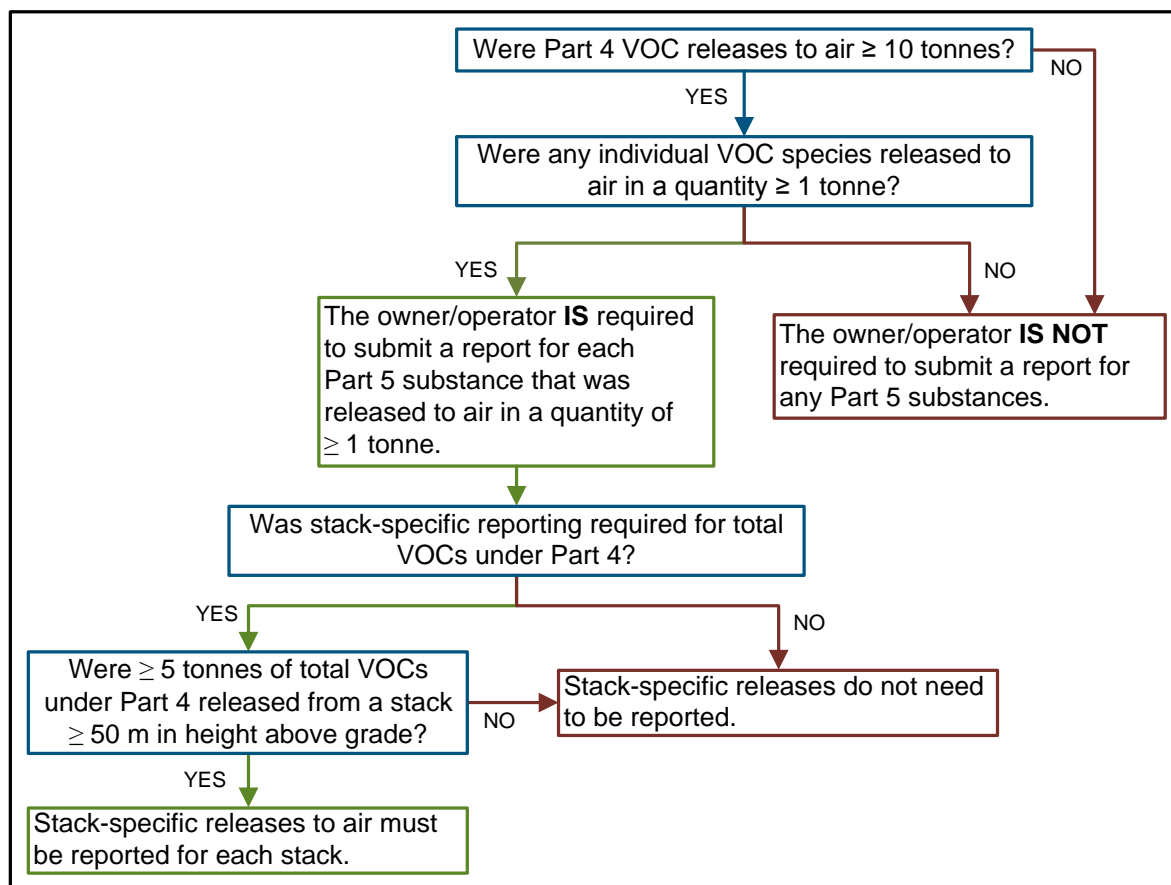 Were Part 4 VOC releases to air ≥ 10 tonnes?
NO
YES
Were any individual VOC species released to
air in a quantity ≥ 1 tonne?
YES
NO
The owner/operator IS required
to submit a report for each
Part 5 substance that was
released to air in a quantity of
≥ 1 tonne.
The owner/operator IS NOT
required to submit a report for
any Part 5 substances.
Was stack-specific reporting required for total
VOCs under Part 4?
YES
NO
Were ≥ 5 tonnes of total VOCs
under Part 4 released from a stack
≥ 50 m in height above grade?
NO
Stack-specific releases do not need
to be reported.
YES
Stack-specific releases to air must
be reported for each stack.